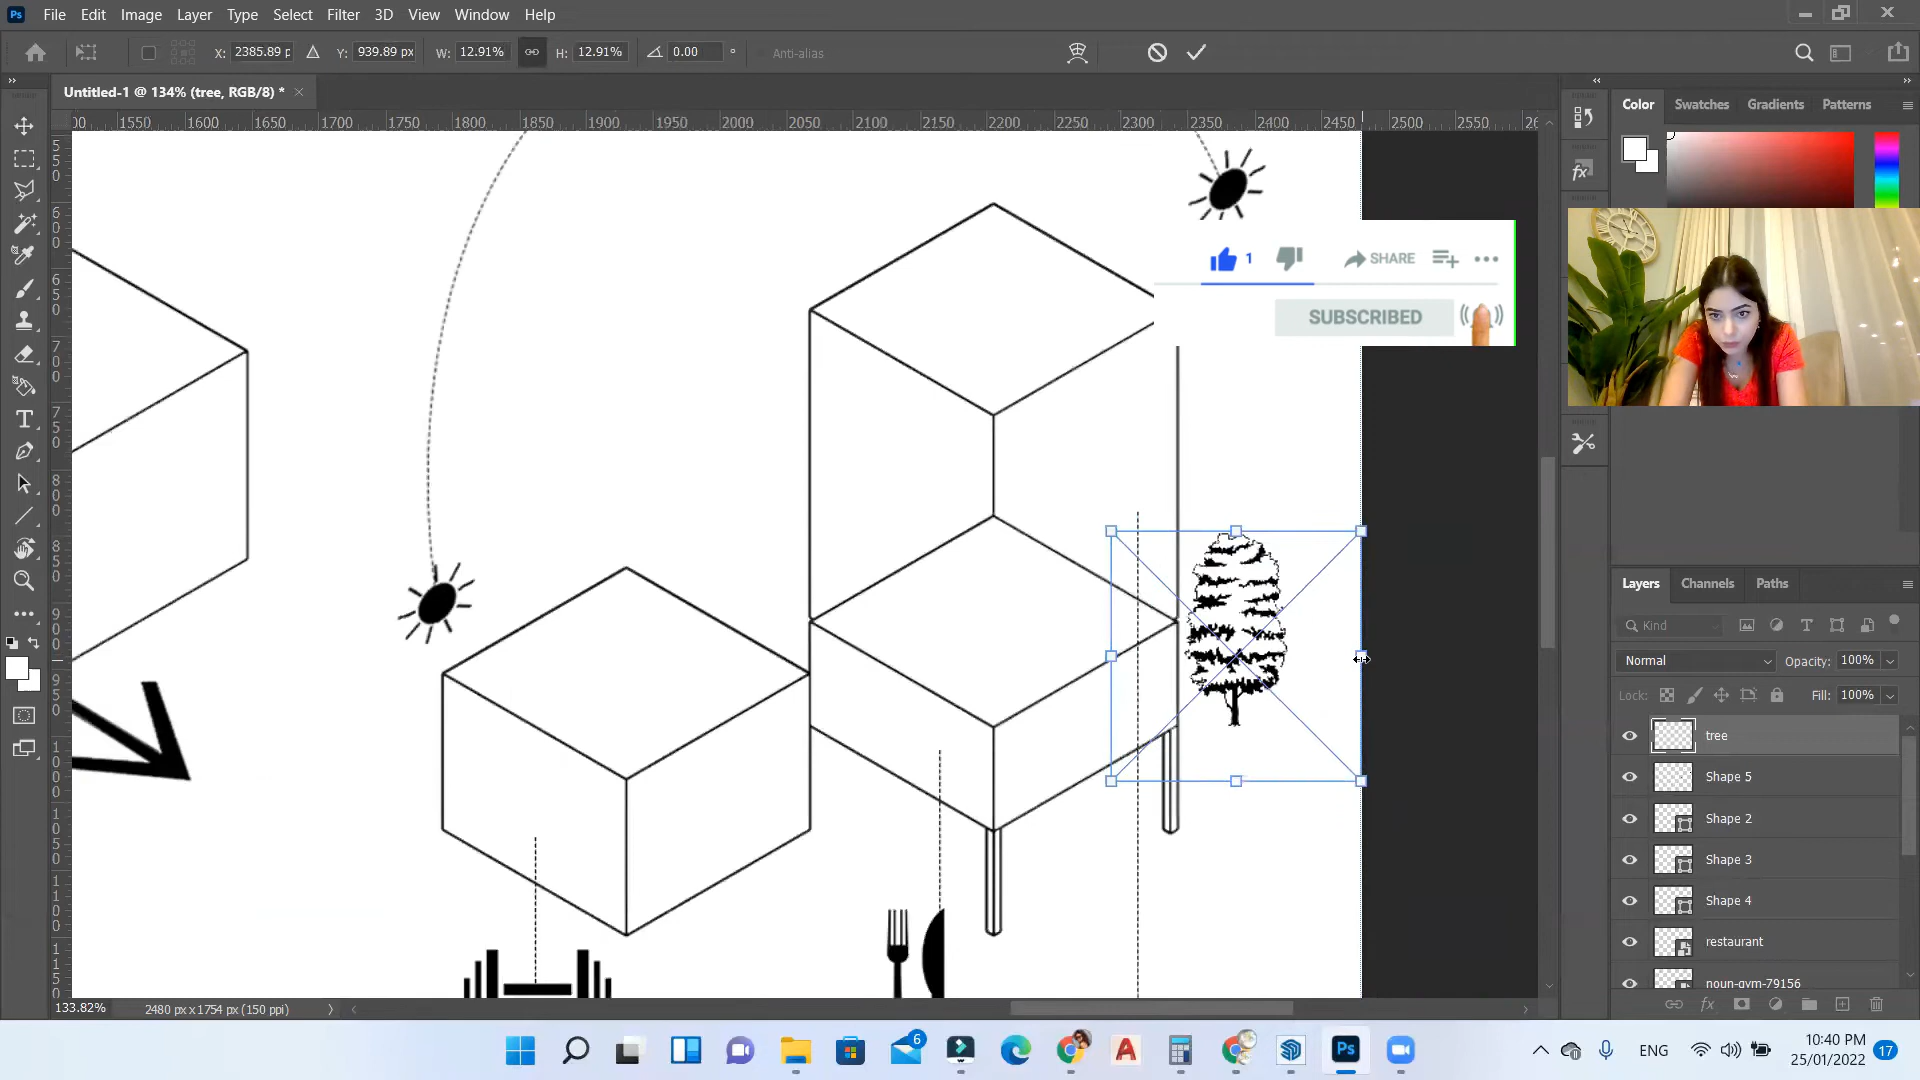 Ps File Edit Image Layer Type Select Filter 3D View Window Help
X: 2385.89 p Y: 939.89 px W: 12.91% H: 12.91% 0.00 ° Anti-alias
Untitled-1 @ 134% (tree, RGB/8) * ×
1550 1600 1650 1700 1750 1800 1850 1900 1950 2000 2050 2100 2150 2200 2250 2300 2350 2400 2450 2500 2550
Color Swatches Gradients Patterns
1 SHARE
SUBSCRIBED
Layers Channels Paths
Kind
Normal Opacity: 100%
Lock: Fill: 100%
tree
Shape 5
Shape 2
Shape 3
Shape 4
restaurant
noun-gym-79156
133.82% 2480 px x 1754 px (150 ppi)
6
Ps
ENG
10:40 PM
25/01/2022
17